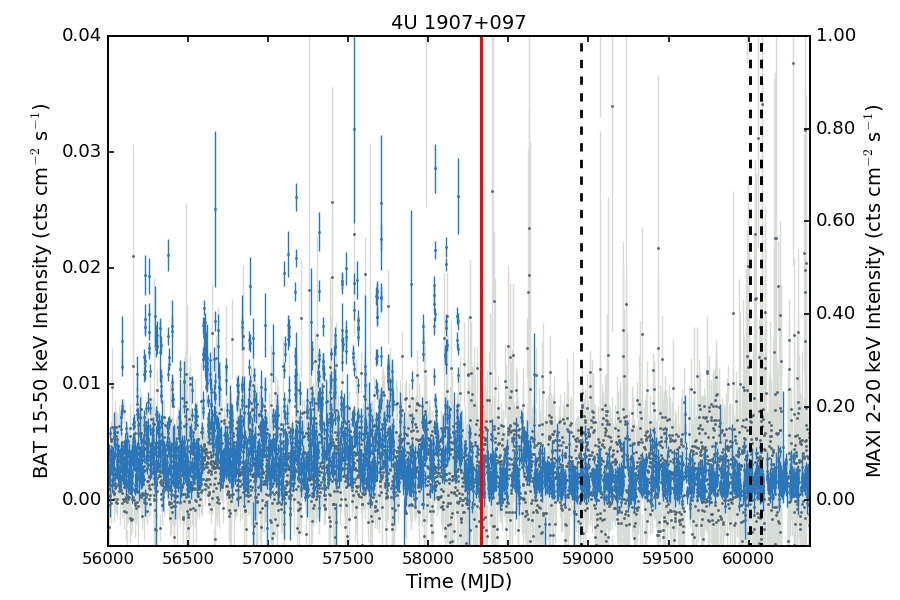 4U 1907+097
0.04
0.03
0.02
0.01
0.00
BAT 15-50 keV Intensity (cts cm⁻² s⁻¹)
1.00
0.80
0.60
0.40
0.20
0.00
MAXI 2-20 keV Intensity (cts cm⁻² s⁻¹)
56000 56500 57000 57500 58000 58500 59000 59500 60000
Time (MJD)